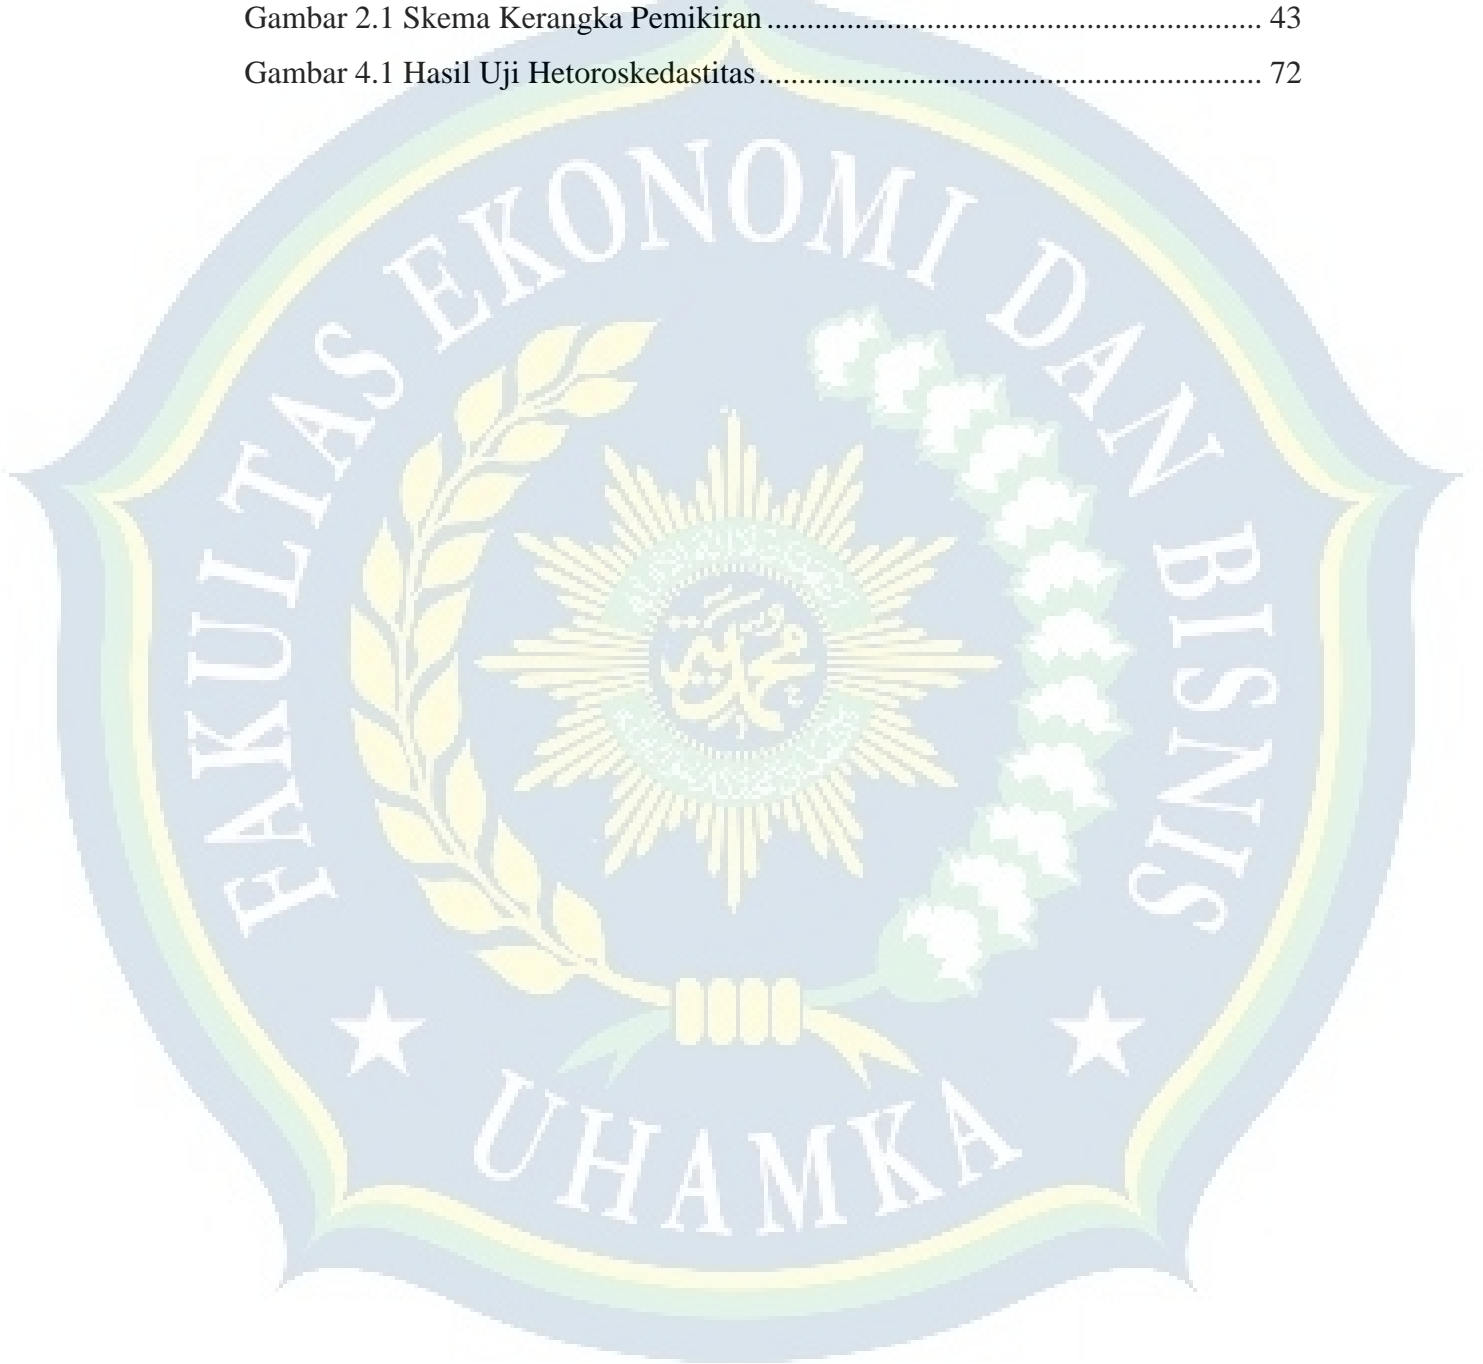 Gambar 2.1 Skema Kerangka Pemikiran.............................................................. 43
Gambar 4.1 Hasil Uji Hetoroskedastitas............................................................... 72
FAKULTAS EKONOMI DAN BISNIS
محمدية
UHAMKA